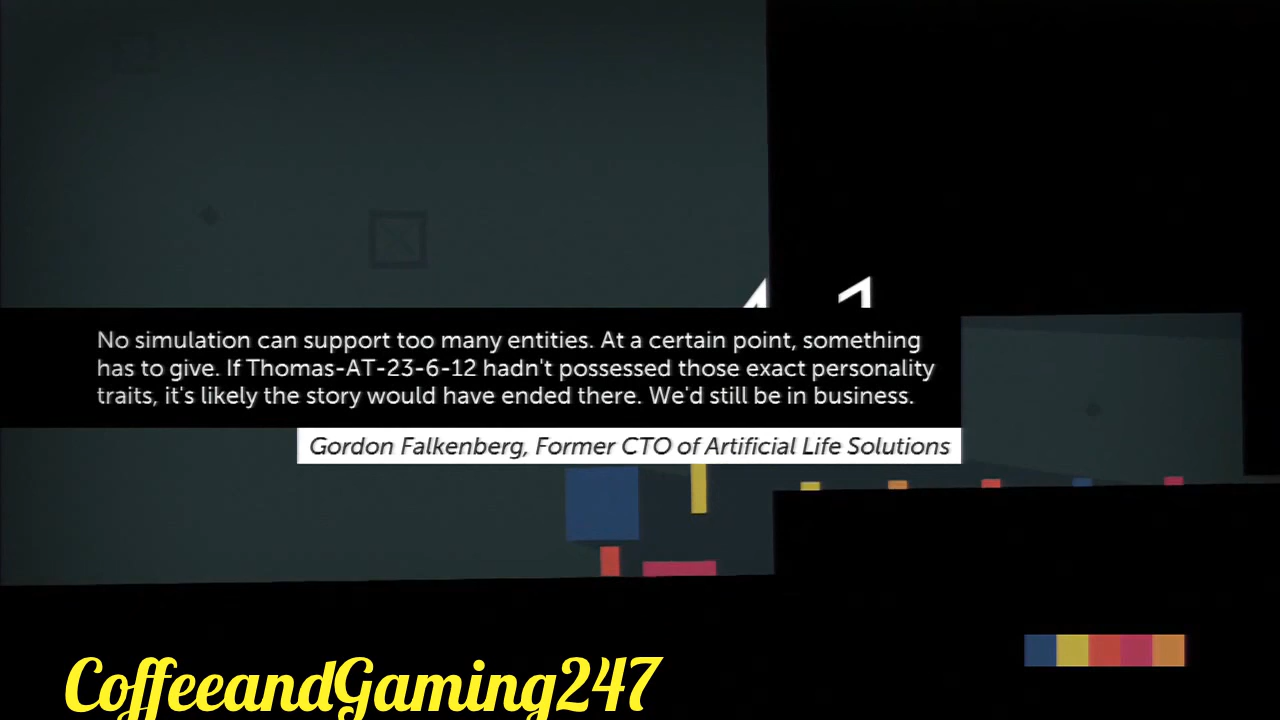 No simulation can support too many entities. At a certain point, something
has to give. If Thomas-AT-23-6-12 hadn't possessed those exact personality
traits, it's likely the story would have ended there. We'd still be in business.
Gordon Falkenberg, Former CTO of Artificial Life Solutions
CoffeeandGaming247